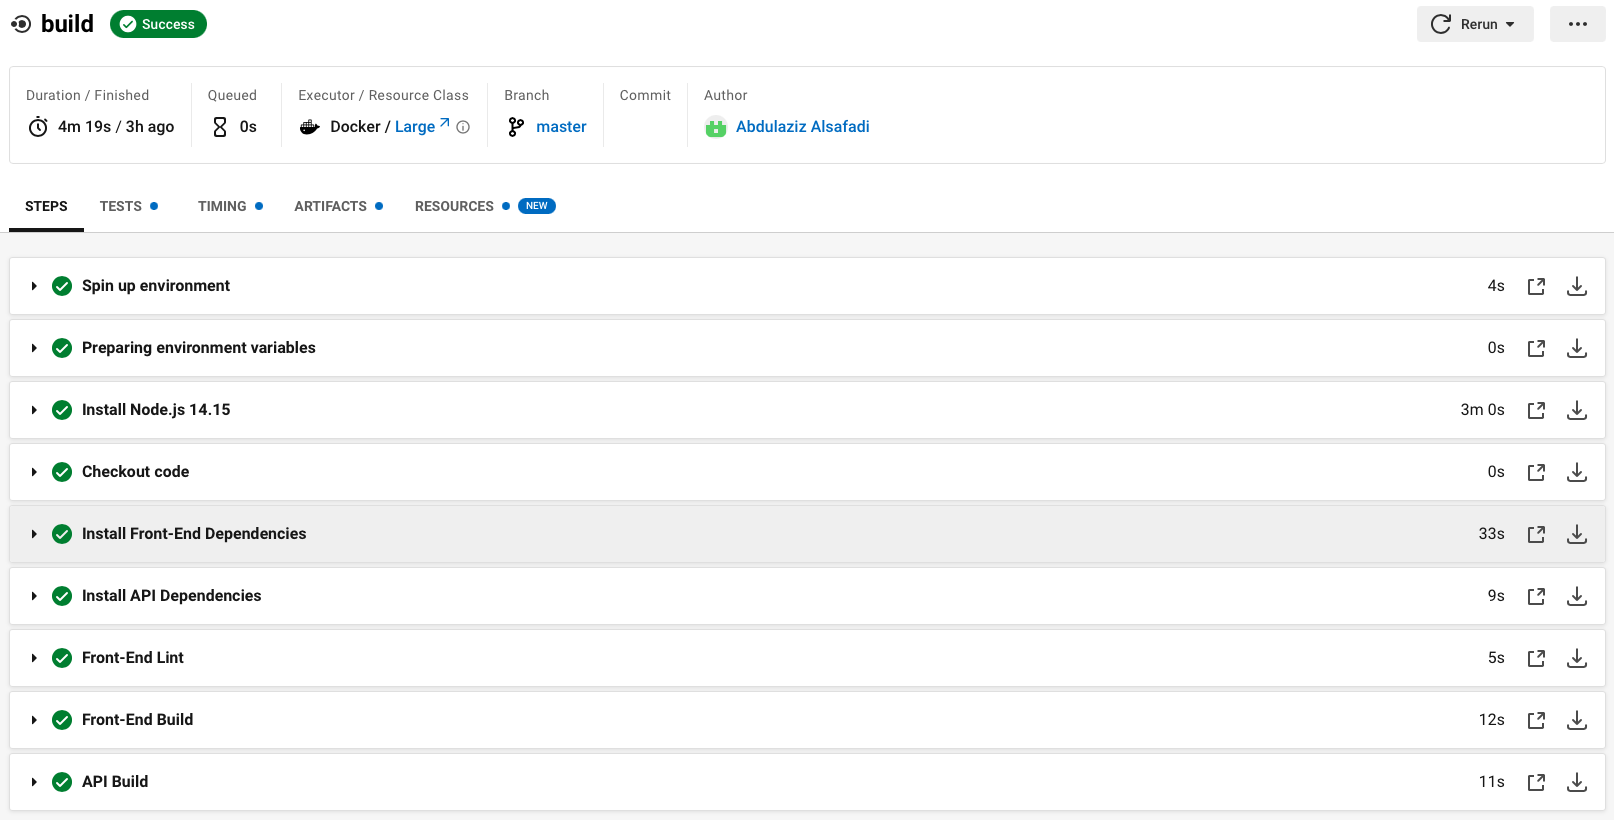 build Success Rerun
Duration / Finished Queued Executor / Resource Class Branch Commit Author
4m 19s / 3h ago 0s Docker / Large master Abdulaziz Alsafadi
STEPS TESTS TIMING ARTIFACTS RESOURCES NEW
Spin up environment 4s
Preparing environment variables 0s
Install Node.js 14.15 3m 0s
Checkout code 0s
Install Front-End Dependencies 33s
Install API Dependencies 9s
Front-End Lint 5s
Front-End Build 12s
API Build 11s